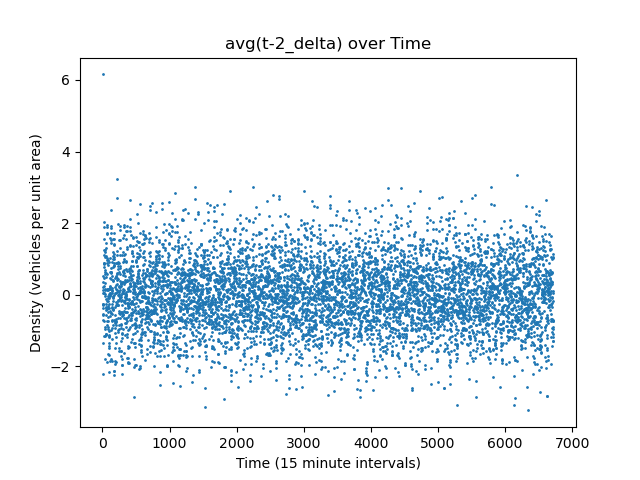 avg(t-2_delta) over Time
Density (vehicles per unit area)
6
4
2
0
−2
0 1000 2000 3000 4000 5000 6000 7000
Time (15 minute intervals)